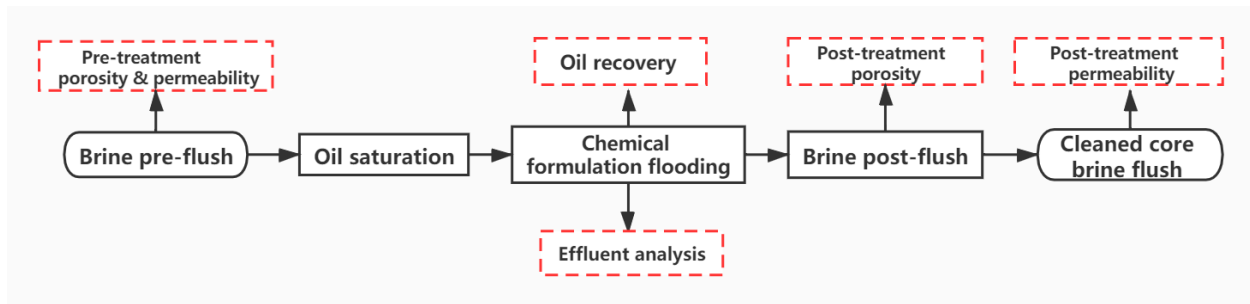 Pre-treatment
porosity & permeability
Oil recovery
Post-treatment
porosity
Post-treatment
permeability
Brine pre-flush
Oil saturation
Chemical
formulation flooding
Brine post-flush
Cleaned core
brine flush
Effluent analysis